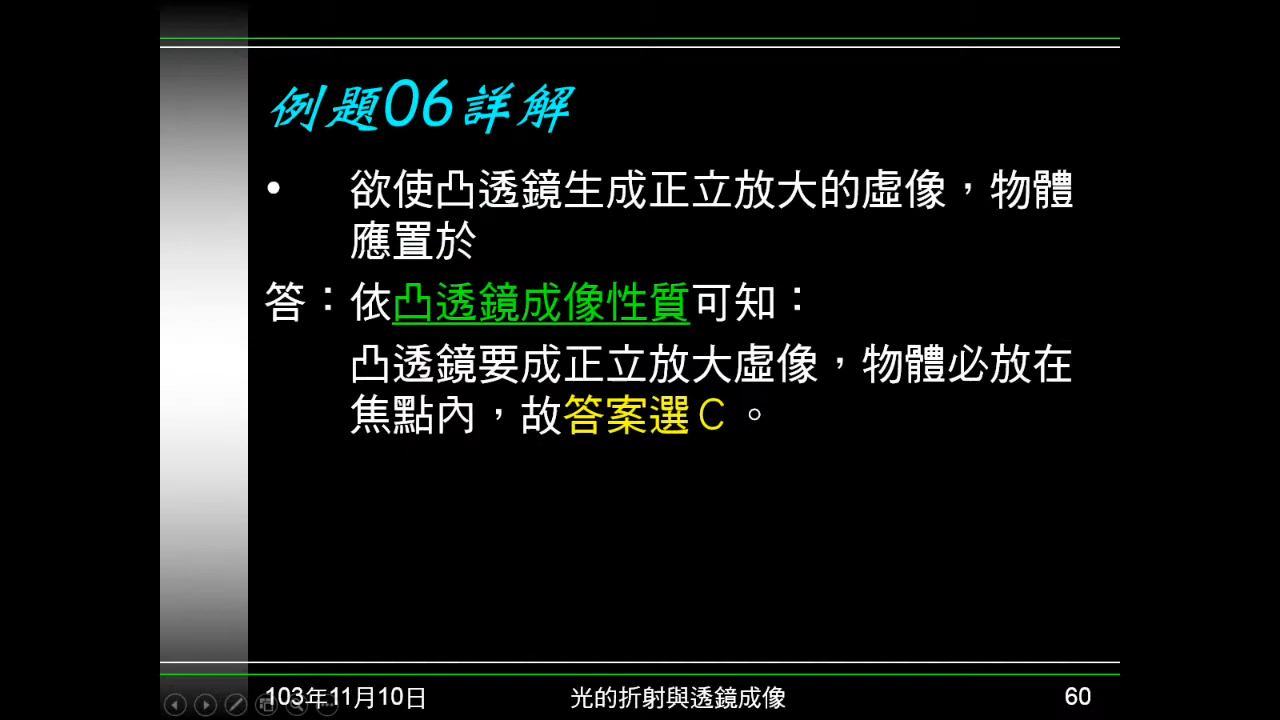 例題06詳解
• 欲使凸透鏡生成正立放大的虛像，物體
應置於
答：依凸透鏡成像性質可知：
凸透鏡要成正立放大虛像，物體必放在
焦點內，故答案選C。
103年11月10日 光的折射與透鏡成像 60